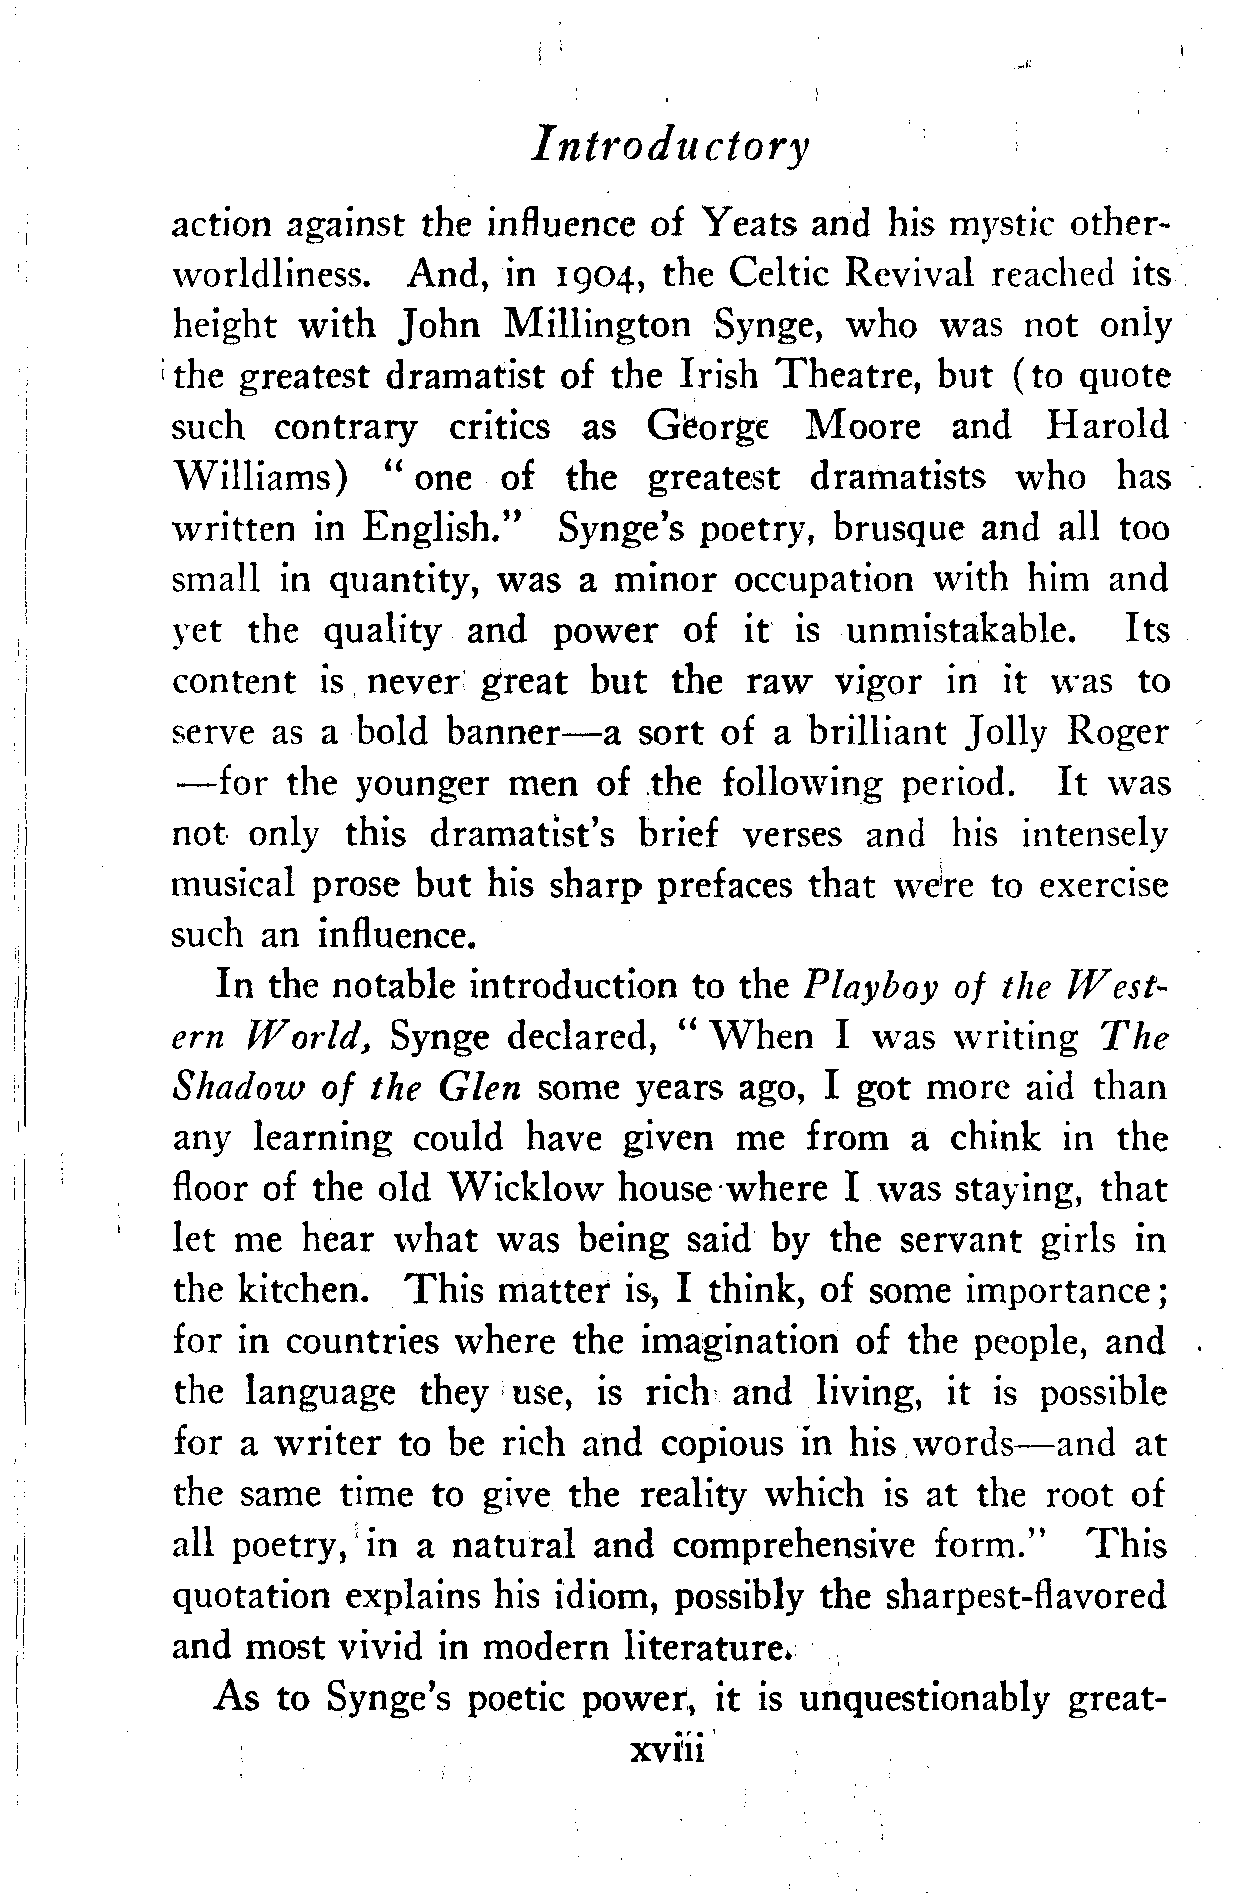 Introductory
action against the influence of Yeats and his mystic other-
worldliness. And, in 1904, the Celtic Revival reached its
height with John Millington Synge, who was not only
the greatest dramatist of the Irish Theatre, but (to quote
such contrary critics as George Moore and Harold
Williams) “ one of the greatest dramatists who has
written in English.” Synge's poetry, brusque and all too
small in quantity, was a minor occupation with him and
yet the quality and power of it is unmistakable. Its
content is never great but the raw vigor in it was to
serve as a bold banner—a sort of a brilliant Jolly Roger
—for the younger men of the following period. It was
not only this dramatist's brief verses and his intensely
musical prose but his sharp prefaces that were to exercise
such an influence.
In the notable introduction to the Playboy of the West-
ern World, Synge declared, “ When I was writing The
Shadow of the Glen some years ago, I got more aid than
any learning could have given me from a chink in the
floor of the old Wicklow house where I was staying, that
let me hear what was being said by the servant girls in
the kitchen. This matter is, I think, of some importance;
for in countries where the imagination of the people, and
the language they use, is rich and living, it is possible
for a writer to be rich and copious in his words—and at
the same time to give the reality which is at the root of
all poetry, in a natural and comprehensive form.” This
quotation explains his idiom, possibly the sharpest-flavored
and most vivid in modern literature.
As to Synge's poetic power, it is unquestionably great-
xviii